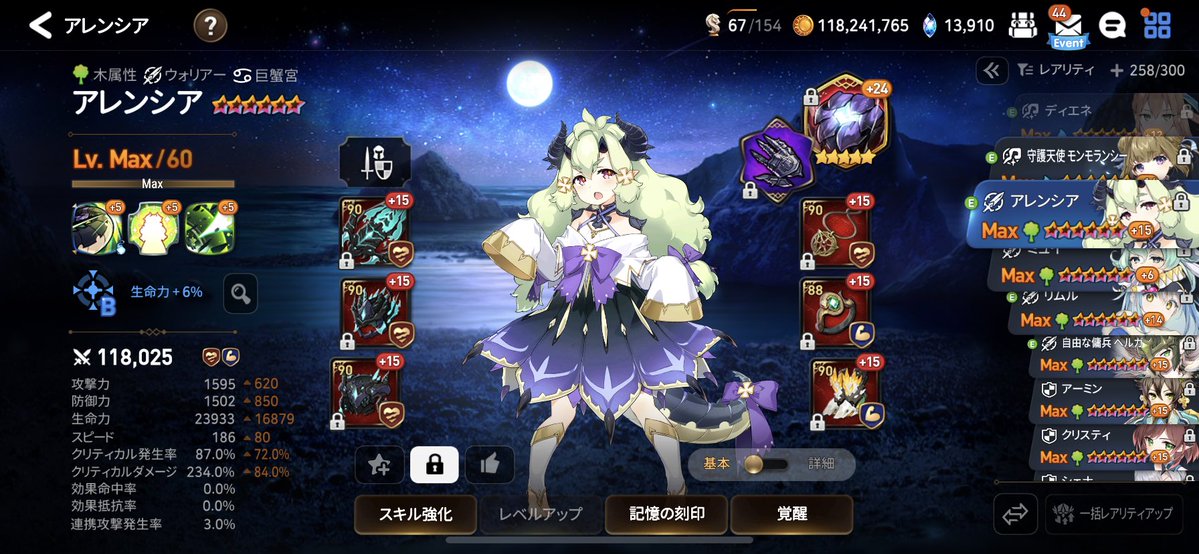 アレンシア
?
67/154
118,241,765
13,910
44
Event
木属性 ウォリアー 巨蟹宮
アレンシア
Lv. Max/60
Max
+5
+5
+5
B
生命力+6%
118,025
攻撃力 1595 620
防御力 1502 850
生命力 23933 16879
スピード 186 80
クリティカル発生率 87.0% 72.0%
クリティカルダメージ 234.0% 84.0%
効果命中率 0.0%
効果抵抗率 0.0%
連携攻撃発生率 3.0%
90 +15
90 +15
90 +15
+24
90 +15
88 +15
90 +15
基本 詳細
スキル強化
レベルアップ
記憶の刻印
覚醒
レアリティ
258/300
E ディエネ
Max
E 守護天使 モンモランシー
E アレンシア
Max +15
Max +6
E リムル
Max +14
E 自由な傭兵 ヘルガ
Max +15
アーミン
Max +15
クリスティ
Max +15
一括レアリティアップ